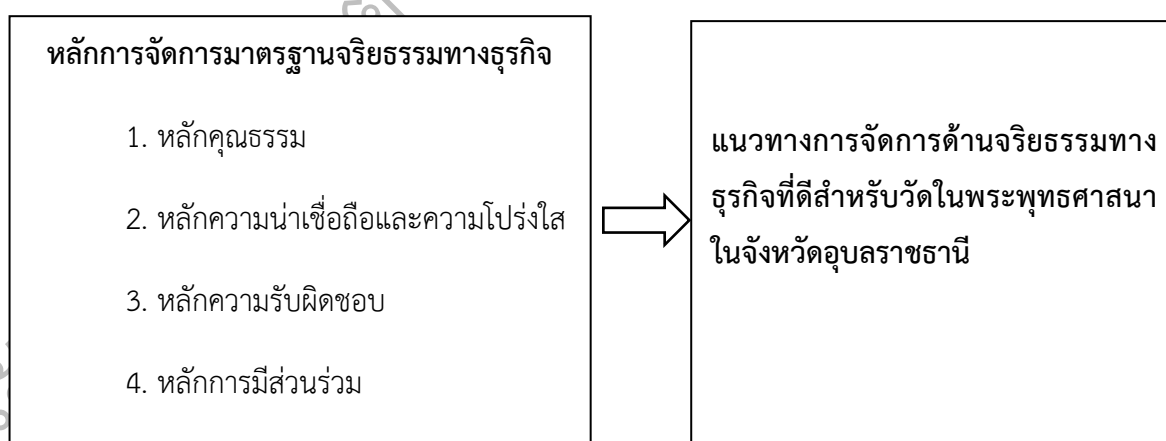 หลักการจัดการมาตรฐานจริยธรรมทางธุรกิจ
1. หลักคุณธรรม
2. หลักความน่าเชื่อถือและความโปร่งใส
3. หลักความรับผิดชอบ
4. หลักการมีส่วนร่วม
แนวทางการจัดการด้านจริยธรรมทาง
ธุรกิจที่ดีสำหรับวัดในพระพุทธศาสนา
ในจังหวัดอุบลราชธานี